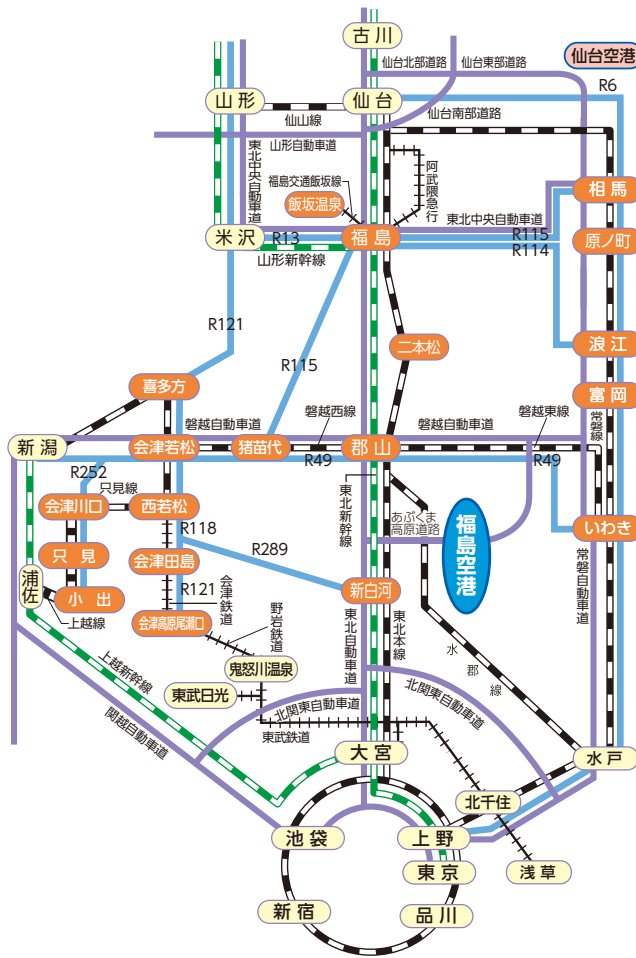 古川
仙台北部道路
仙台東部道路
仙台空港
R6
山形
仙台
仙山線
仙台南部道路
山形自動車道
東北中央自動車道
福島交通飯坂線
阿武隈急行
飯坂温泉
相馬
東北中央自動車道
米沢
R13
福島
R115
原ノ町
山形新幹線
R114
R121
二本松
浪江
R115
喜多方
富岡
磐越自動車道
磐越西線
磐越自動車道
磐越東線
常磐線
新潟
会津若松
猪苗代
郡山
R49
R49
R252
只見線
会津川口
西若松
東北新幹線
あぶくま高原道路
福島空港
いわき
R118
只見
会津田島
R289
常磐自動車道
浦佐
小出
R121
会津鉄道
新白河
上越線
会津高原尾瀬口
野岩鉄道
東北自動車道
東北本線
水郡線
上越新幹線
鬼怒川温泉
関越自動車道
東武日光
北関東自動車道
北関東自動車道
東武鉄道
大宮
水戸
北千住
池袋
上野
東京
浅草
新宿
品川